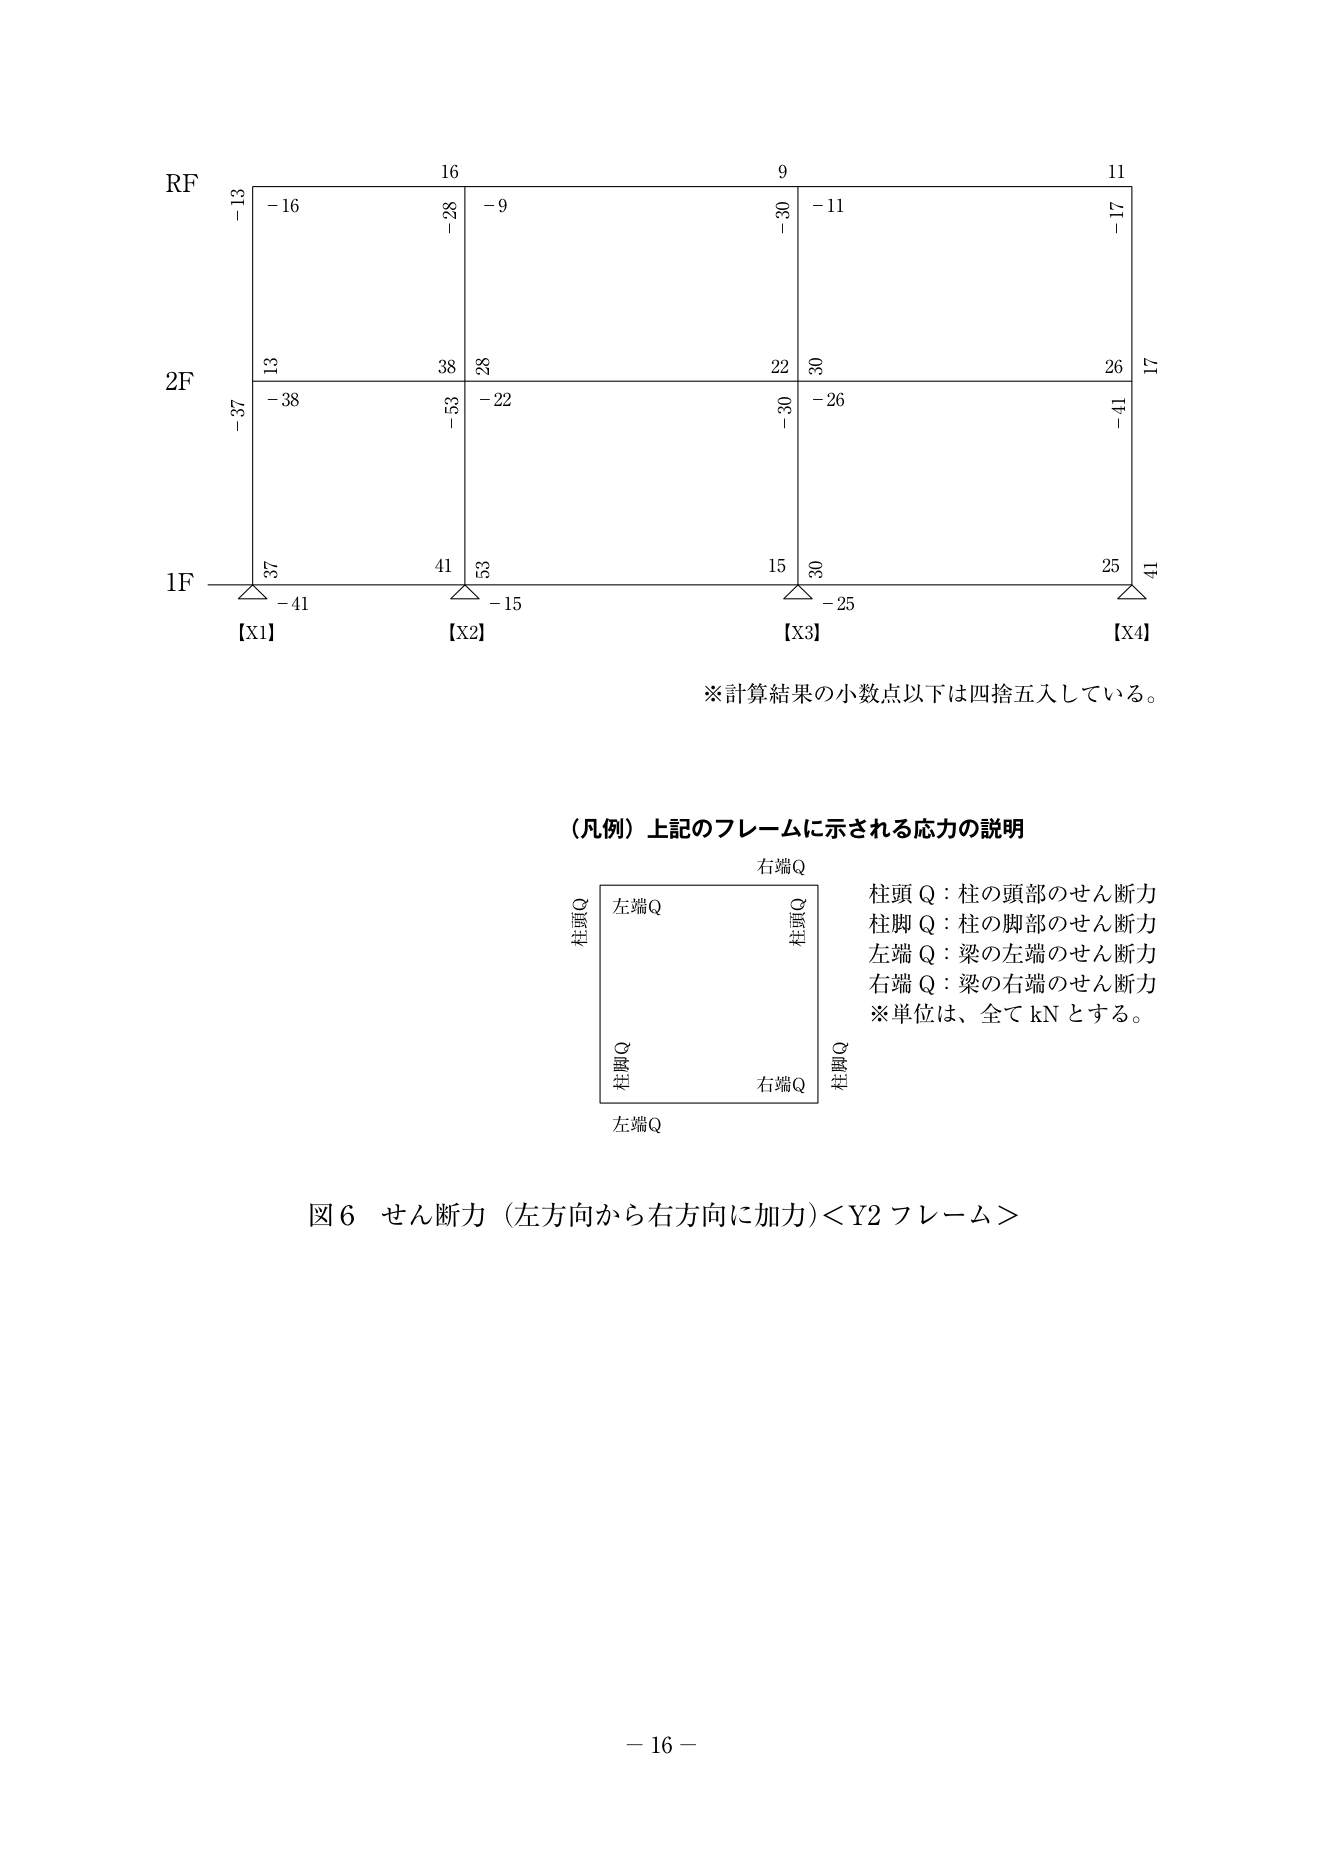 RF
16 9 11
−13 −16 −28 −9 −30 −11 −17
2F
13 38 28 22 30 26 17
−37 −38 −53 −22 −30 −26 −41
1F
37 41 53 15 30 25 41
−41 −15 −25
【X1】 【X2】 【X3】 【X4】
※計算結果の小数点以下は四捨五入している。
（凡例）上記のフレームに示される応力の説明
右端Q
柱頭Q 左端Q 柱頭Q
柱脚Q 右端Q 柱脚Q
左端Q
柱頭 Q：柱の頭部のせん断力
柱脚 Q：柱の脚部のせん断力
左端 Q：梁の左端のせん断力
右端 Q：梁の右端のせん断力
※単位は、全て kN とする。
図６　せん断力（左方向から右方向に加力）＜Y2 フレーム＞
― 16 ―